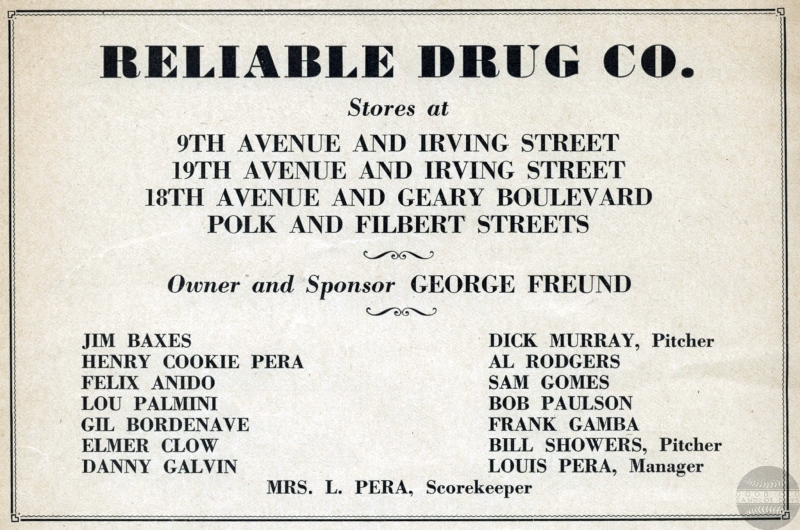 RELIABLE DRUG CO.
Stores at
9TH AVENUE AND IRVING STREET
19TH AVENUE AND IRVING STREET
18TH AVENUE AND GEARY BOULEVARD
POLK AND FILBERT STREETS
Owner and Sponsor GEORGE FREUND
JIM BAXES
HENRY COOKIE PERA
FELIX ANIDO
LOU PALMINI
GIL BORDENAVE
ELMER CLOW
DANNY GALVIN
DICK MURRAY, Pitcher
AL RODGERS
SAM GOMES
BOB PAULSON
FRANK GAMBA
BILL SHOWERS, Pitcher
LOUIS PERA, Manager
MRS. L. PERA, Scorekeeper